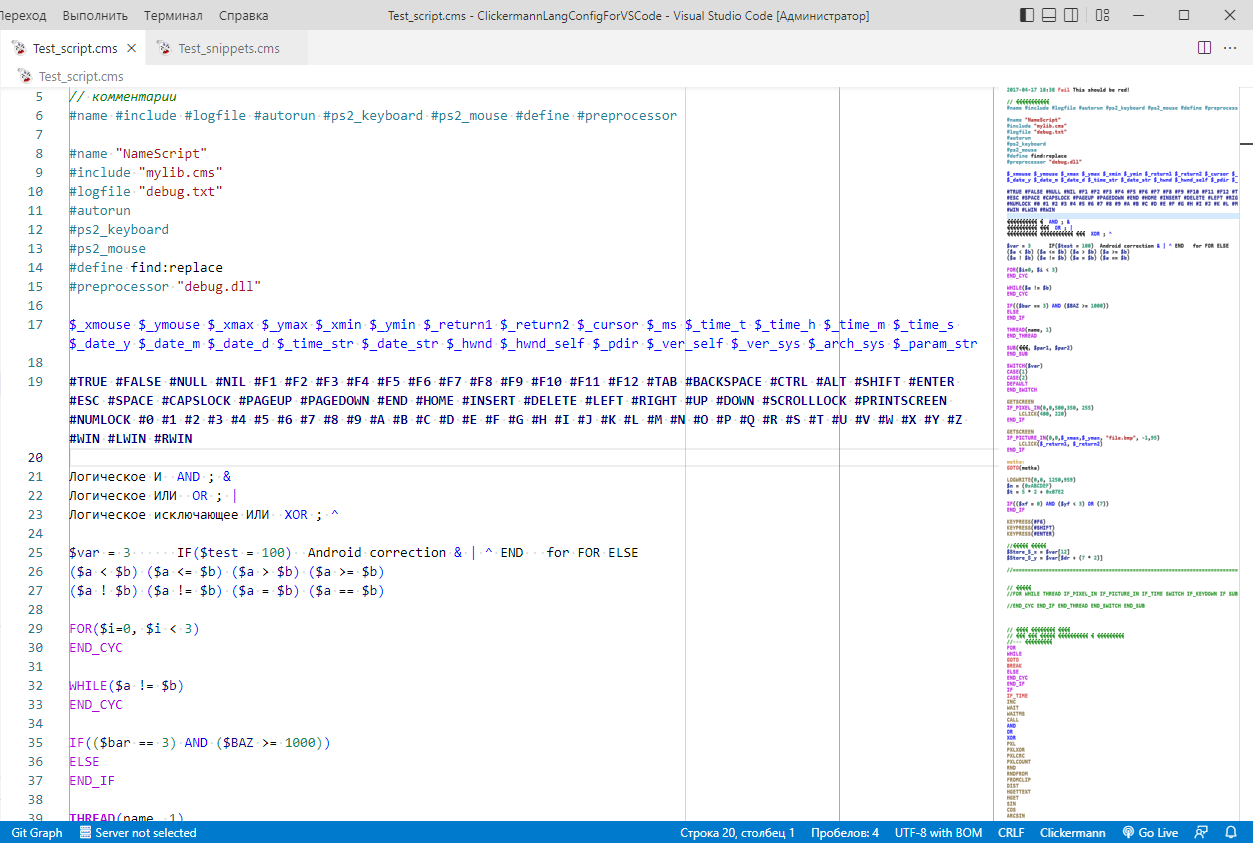 Переход Выполнить Терминал Справка Test_script.cms - ClickermannLangConfigForVSCode - Visual Studio Code [Администратор]
Test_script.cms Test_snippets.cms
Test_script.cms
5 // комментарии
6 #name #include #logfile #autorun #ps2_keyboard #ps2_mouse #define #preprocessor
7
8 #name "NameScript"
9 #include "mylib.cms"
10 #logfile "debug.txt"
11 #autorun
12 #ps2_keyboard
13 #ps2_mouse
14 #define find:replace
15 #preprocessor "debug.dll"
16
17 $_xmouse $_ymouse $_xmax $_ymax $_xmin $_ymin $_return1 $_return2 $_cursor $_ms $_time_t $_time_h $_time_m $_time_s
$_date_y $_date_m $_date_d $_time_str $_date_str $_hwnd $_hwnd_self $_pdir $_ver_self $_ver_sys $_arch_sys $_param_str
18
19 #TRUE #FALSE #NULL #NIL #F1 #F2 #F3 #F4 #F5 #F6 #F7 #F8 #F9 #F10 #F11 #F12 #TAB #BACKSPACE #CTRL #ALT #SHIFT #ENTER
#ESC #SPACE #CAPSLOCK #PAGEUP #PAGEDOWN #END #HOME #INSERT #DELETE #LEFT #RIGHT #UP #DOWN #SCROLLLOCK #PRINTSCREEN
#NUMLOCK #0 #1 #2 #3 #4 #5 #6 #7 #8 #9 #A #B #C #D #E #F #G #H #I #J #K #L #M #N #O #P #Q #R #S #T #U #V #W #X #Y #Z
#WIN #LWIN #RWIN
20
21 Логическое И AND ; &
22 Логическое ИЛИ OR ; |
23 Логическое исключающее ИЛИ XOR ; ^
24
25 $var = 3 IF($test = 100) Android correction & | ^ END for FOR ELSE
26 ($a < $b) ($a <= $b) ($a > $b) ($a >= $b)
27 ($a ! $b) ($a != $b) ($a = $b) ($a == $b)
28
29 FOR($i=0, $i < 3)
30 END_CYC
31
32 WHILE($a != $b)
33 END_CYC
34
35 IF(($bar == 3) AND ($BAZ >= 1000))
36 ELSE
37 END_IF
38
39 THREAD(name, 1)
Git Graph Server not selected Строка 20, столбец 1 Пробелов: 4 UTF-8 with BOM CRLF Clickermann Go Live